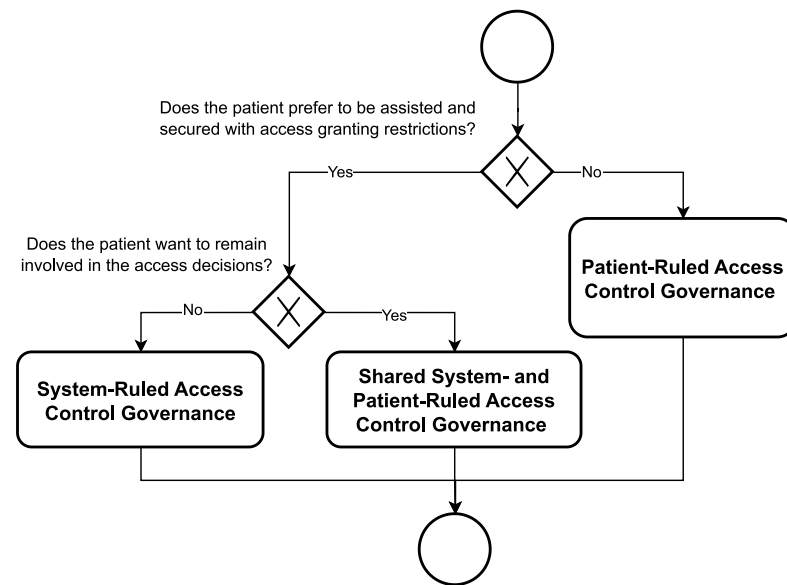 Does the patient prefer to be assisted and
secured with access granting restrictions?
Yes
No
Does the patient want to remain
involved in the access decisions?
Patient-Ruled Access
Control Governance
No
Yes
System-Ruled Access
Control Governance
Shared System- and
Patient-Ruled Access
Control Governance